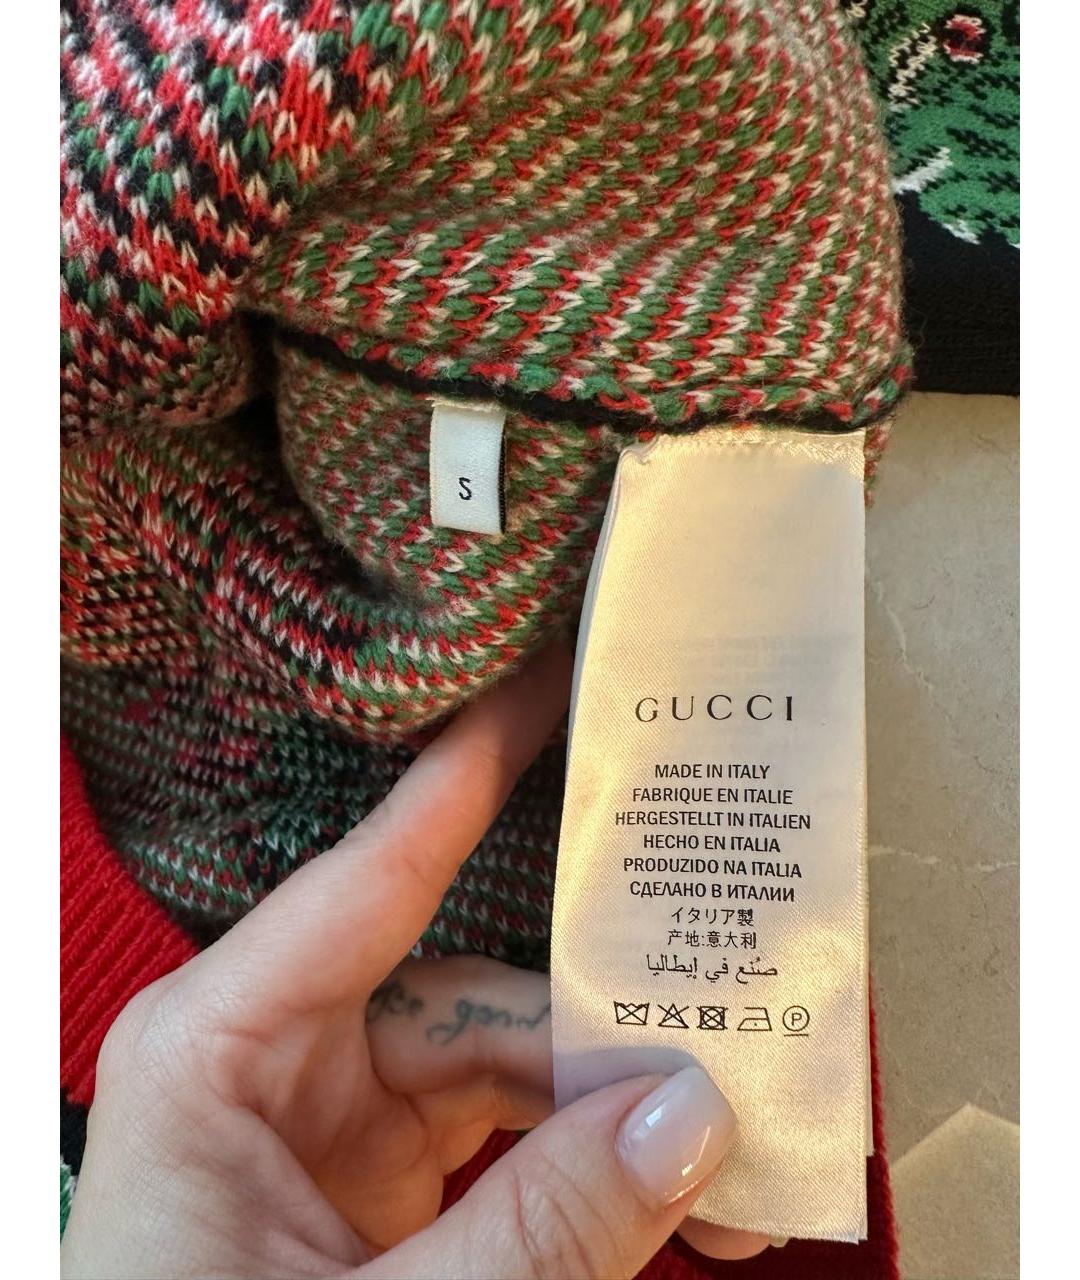 S
GUCCI
MADE IN ITALY
FABRIQUE EN ITALIE
HERGESTELLT IN ITALIEN
HECHO EN ITALIA
PRODUZIDO NA ITALIA
СДЕЛАНО В ИТАЛИИ
イタリア製
产地:意大利
صُنّع في إيطاليا
P